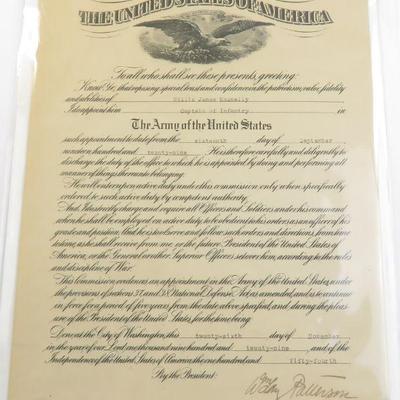 THE UNITED STATES OF AMERICA
To all who shall see these presents, greeting:
Know Ye, that reposing special trust and confidence in the patriotism, valor, fidelity
and abilities of Willis James
I do appoint him Captain of Infantry in
The Army of the United States
such appointment to date from the sixteenth day of September
nineteen hundred and twenty-nine. He is therefore carefully and diligently to
discharge the duty of the office to which he is appointed by doing and performing all
manner of things thereunto belonging.
He will enter upon active duty under this commission only when specifically
ordered to such active duty by competent authority.
And I do strictly charge and require all Officers and Soldiers under his command
when he shall be employed on active duty to be obedient to his orders as an officer of his
grade and position. And he is to observe and follow such orders and directions, from time
to time, as he shall receive from me, or the future President of the United States of
America, or the General or other Superior Officers set over him, according to the rules
and discipline of War.
This Commission evidences an appointment in the Army of the United States, under
the provisions of section 37 and 38 National Defense Act, as amended, and is to continue
in force for a period of five years from the date above specified, and during the pleas-
ure of the President of the United States, for the time being.
Done at the City of Washington, this twenty-sixth day of November
in the year of our Lord one thousand nine hundred and twenty-nine and of the
Independence of the United States of America, the one hundred and fifty-fourth
By the President:
Patterson